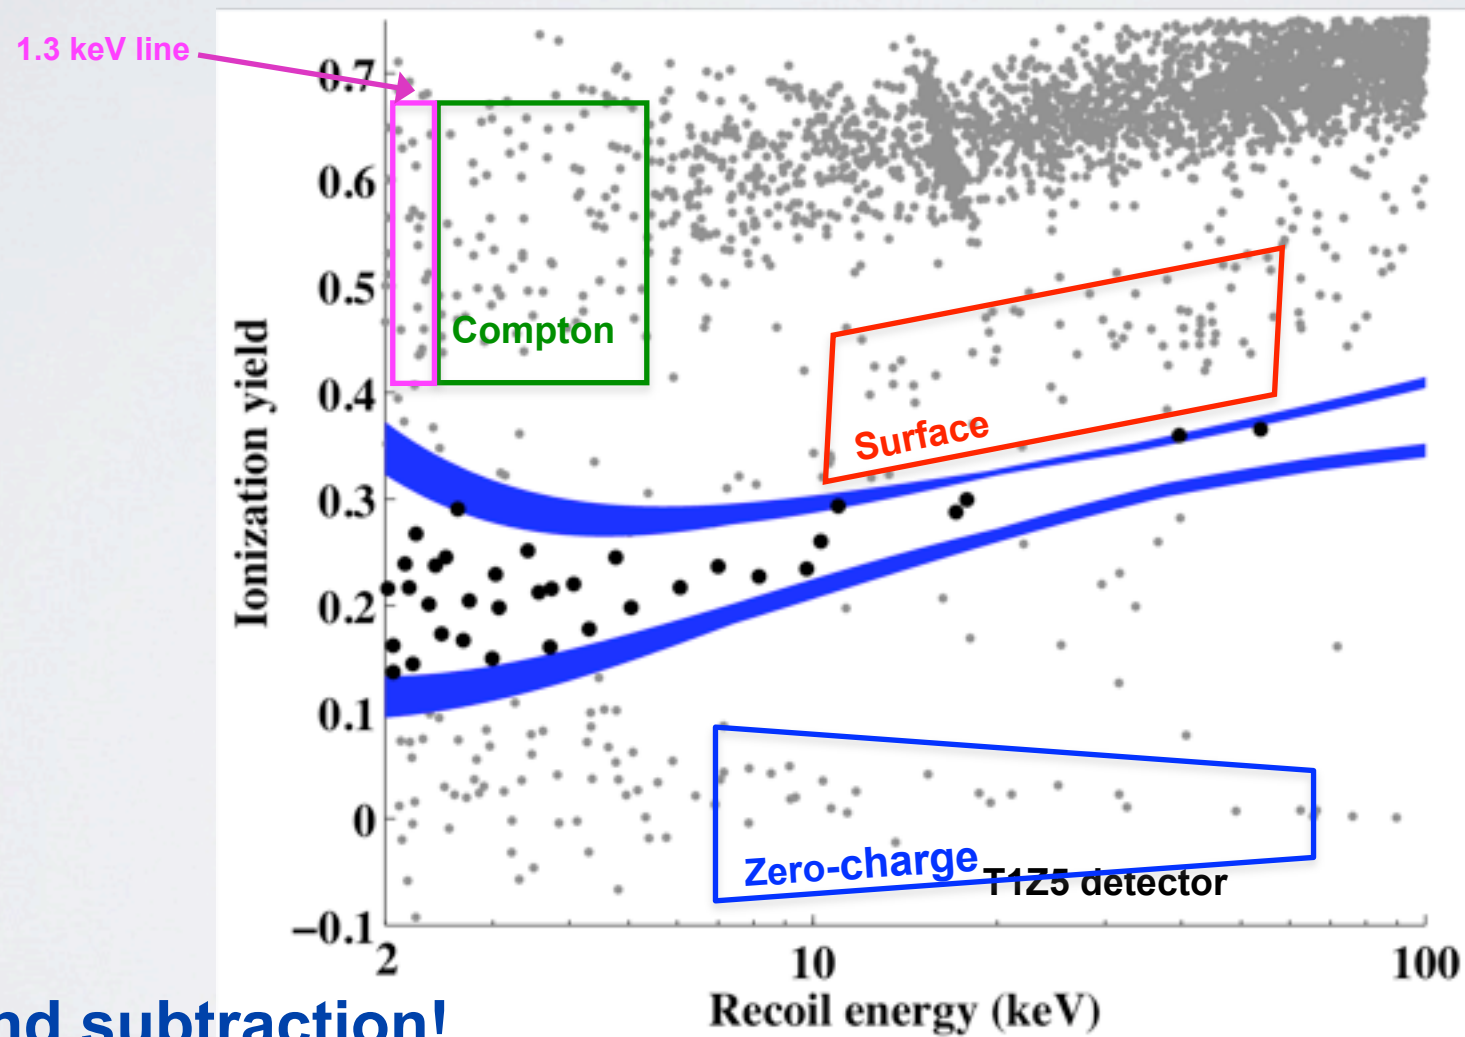 1.3 keV line
0.7
0.6
0.5
0.4
0.3
0.2
0.1
0
−0.1
Ionization yield
Compton
Surface
Zero-charge
T1Z5 detector
2
10
100
Recoil energy (keV)
nd subtraction!